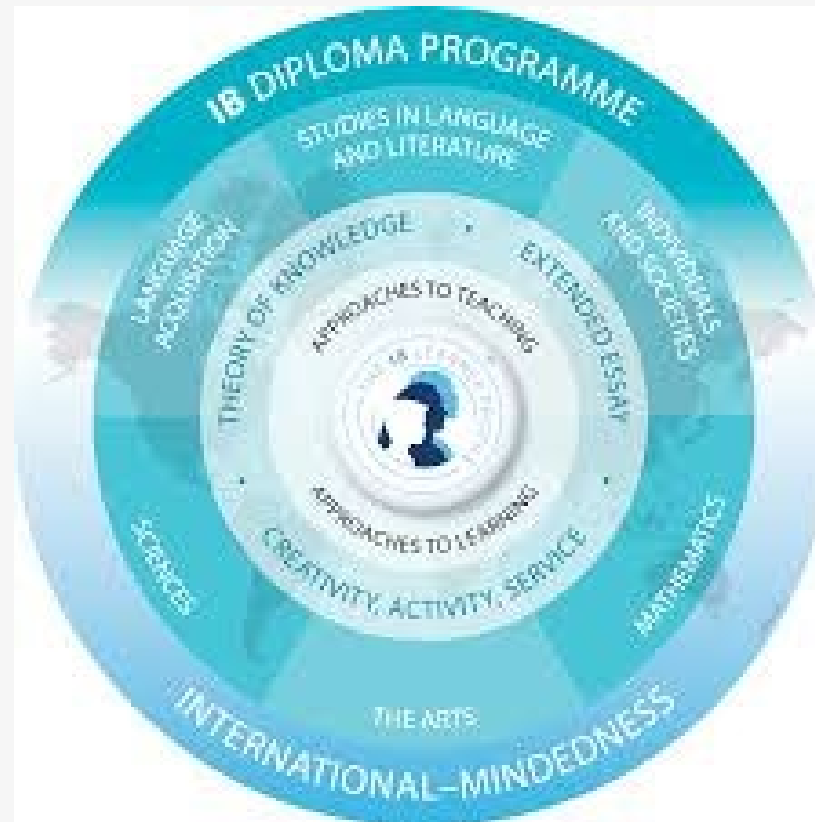 IB DIPLOMA PROGRAMME
STUDIES IN LANGUAGE
AND LITERATURE
LANGUAGE
ACQUISITION
INDIVIDUALS
AND SOCIETIES
THEORY OF KNOWLEDGE
EXTENDED ESSAY
APPROACHES TO TEACHING
APPROACHES TO LEARNING
CREATIVITY, ACTIVITY, SERVICE
SCIENCES
MATHEMATICS
THE ARTS
INTERNATIONAL–MINDEDNESS